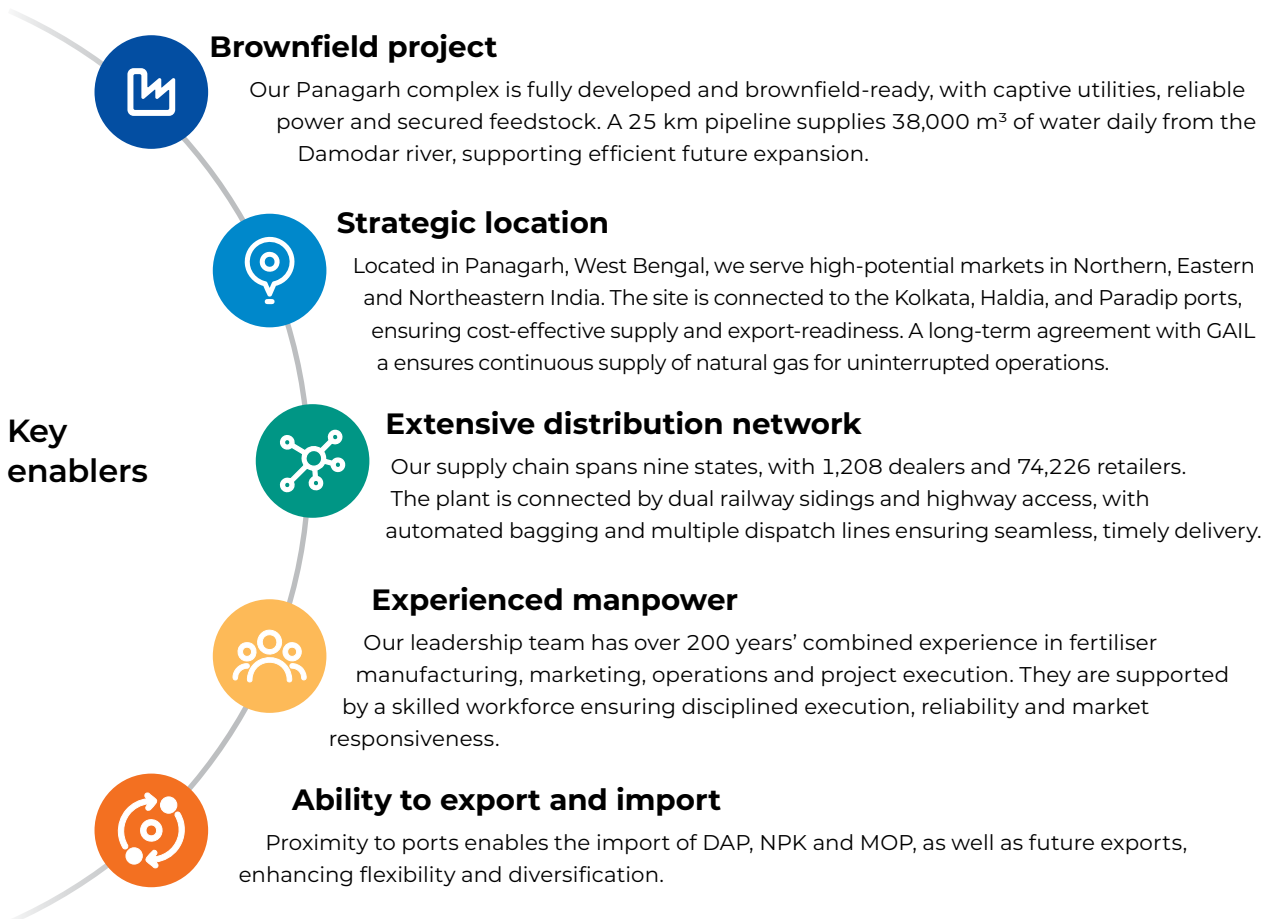 Brownfield project
Our Panagarh complex is fully developed and brownfield-ready, with captive utilities, reliable
power and secured feedstock. A 25 km pipeline supplies 38,000 m³ of water daily from the
Damodar river, supporting efficient future expansion.
Strategic location
Located in Panagarh, West Bengal, we serve high-potential markets in Northern, Eastern
and Northeastern India. The site is connected to the Kolkata, Haldia, and Paradip ports,
ensuring cost-effective supply and export-readiness. A long-term agreement with GAIL
a ensures continuous supply of natural gas for uninterrupted operations.
Key
enablers
Extensive distribution network
Our supply chain spans nine states, with 1,208 dealers and 74,226 retailers.
The plant is connected by dual railway sidings and highway access, with
automated bagging and multiple dispatch lines ensuring seamless, timely delivery.
Experienced manpower
Our leadership team has over 200 years’ combined experience in fertiliser
manufacturing, marketing, operations and project execution. They are supported
by a skilled workforce ensuring disciplined execution, reliability and market
responsiveness.
Ability to export and import
Proximity to ports enables the import of DAP, NPK and MOP, as well as future exports,
enhancing flexibility and diversification.